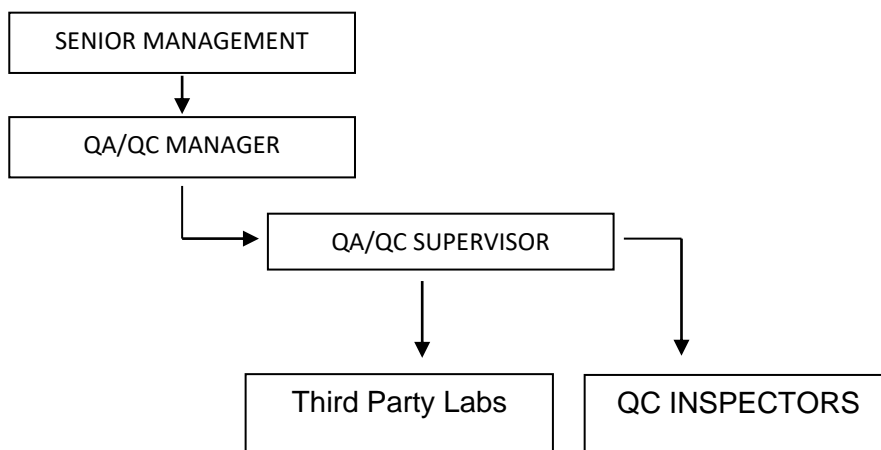 SENIOR MANAGEMENT
QA/QC MANAGER
QA/QC SUPERVISOR
Third Party Labs
QC INSPECTORS